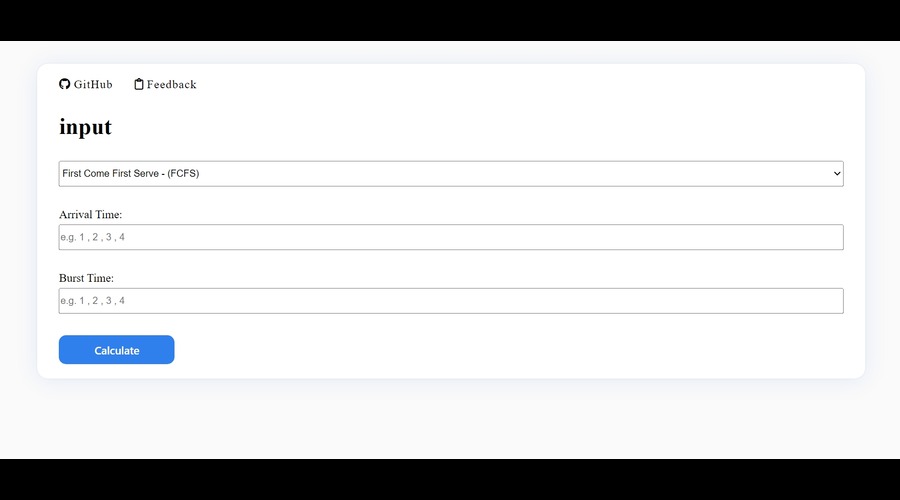 GitHub Feedback
input
First Come First Serve - (FCFS)
Arrival Time:
e.g. 1 , 2 , 3 , 4
Burst Time:
e.g. 1 , 2 , 3 , 4
Calculate